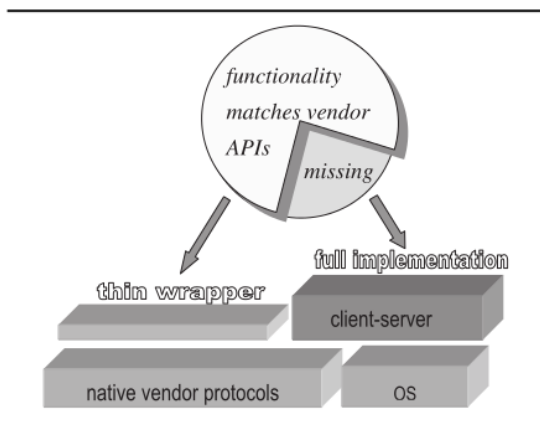 functionality
matches vendor
APIs
missing
thin wrapper
full implementation
client-server
native vendor protocols
OS